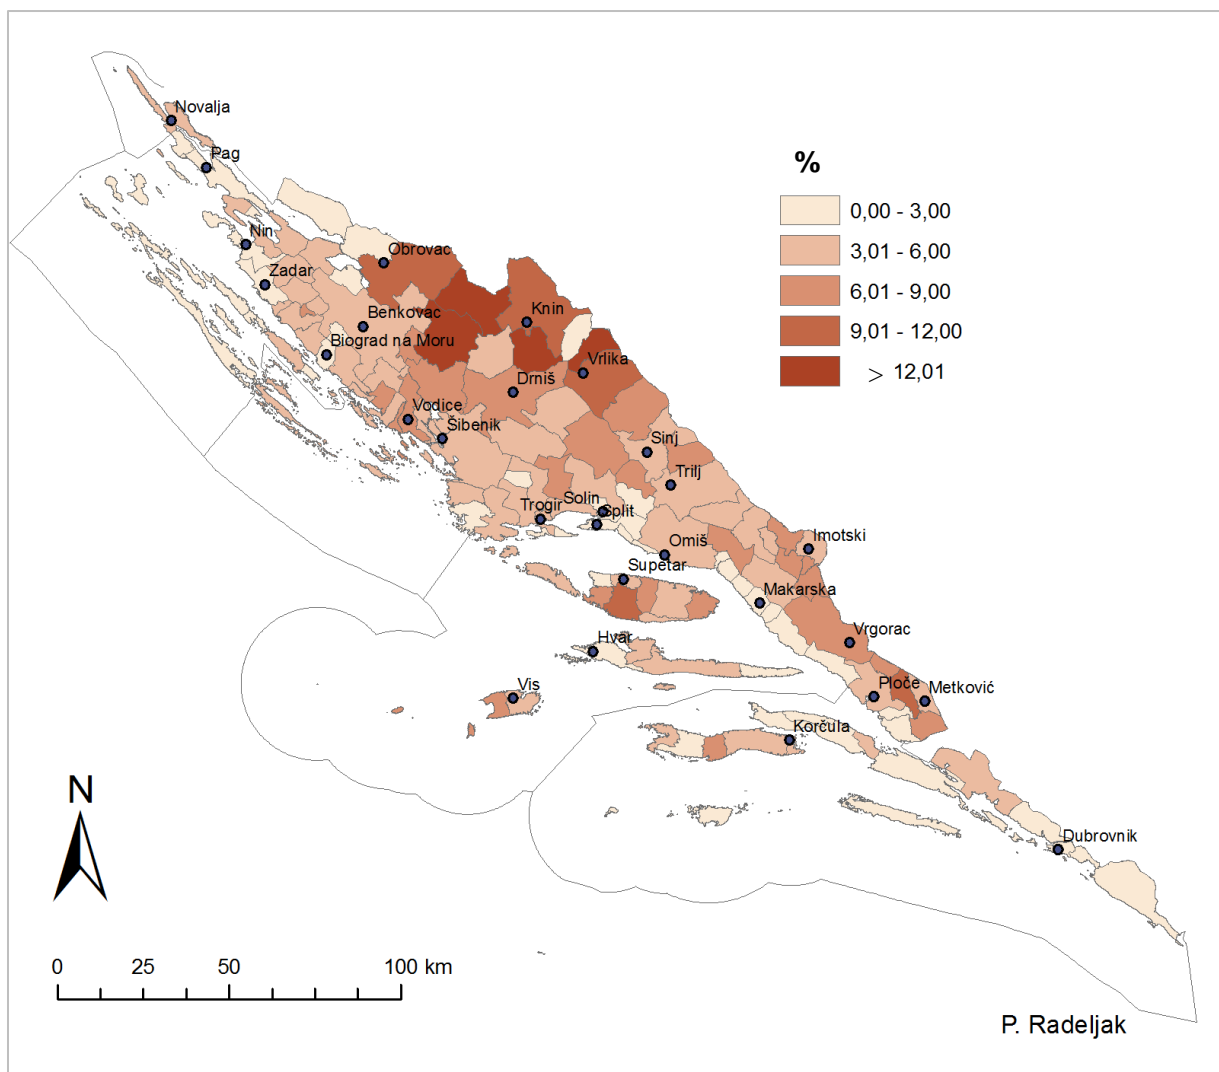 Novalja
Pag
%
0,00 - 3,00
3,01 - 6,00
6,01 - 9,00
9,01 - 12,00
> 12,01
Nin
Obrovac
Zadar
Knin
Benkovac
Biograd na Moru
Vrlika
Drniš
Vodice
Šibenik
Sinj
Trilj
Solin
Trogir
Split
Imotski
Omiš
Supetar
Makarska
Hvar
Vrgorac
Vis
Ploče
Metković
Korčula
N
Dubrovnik
0 25 50 100 km
P. Radeljak